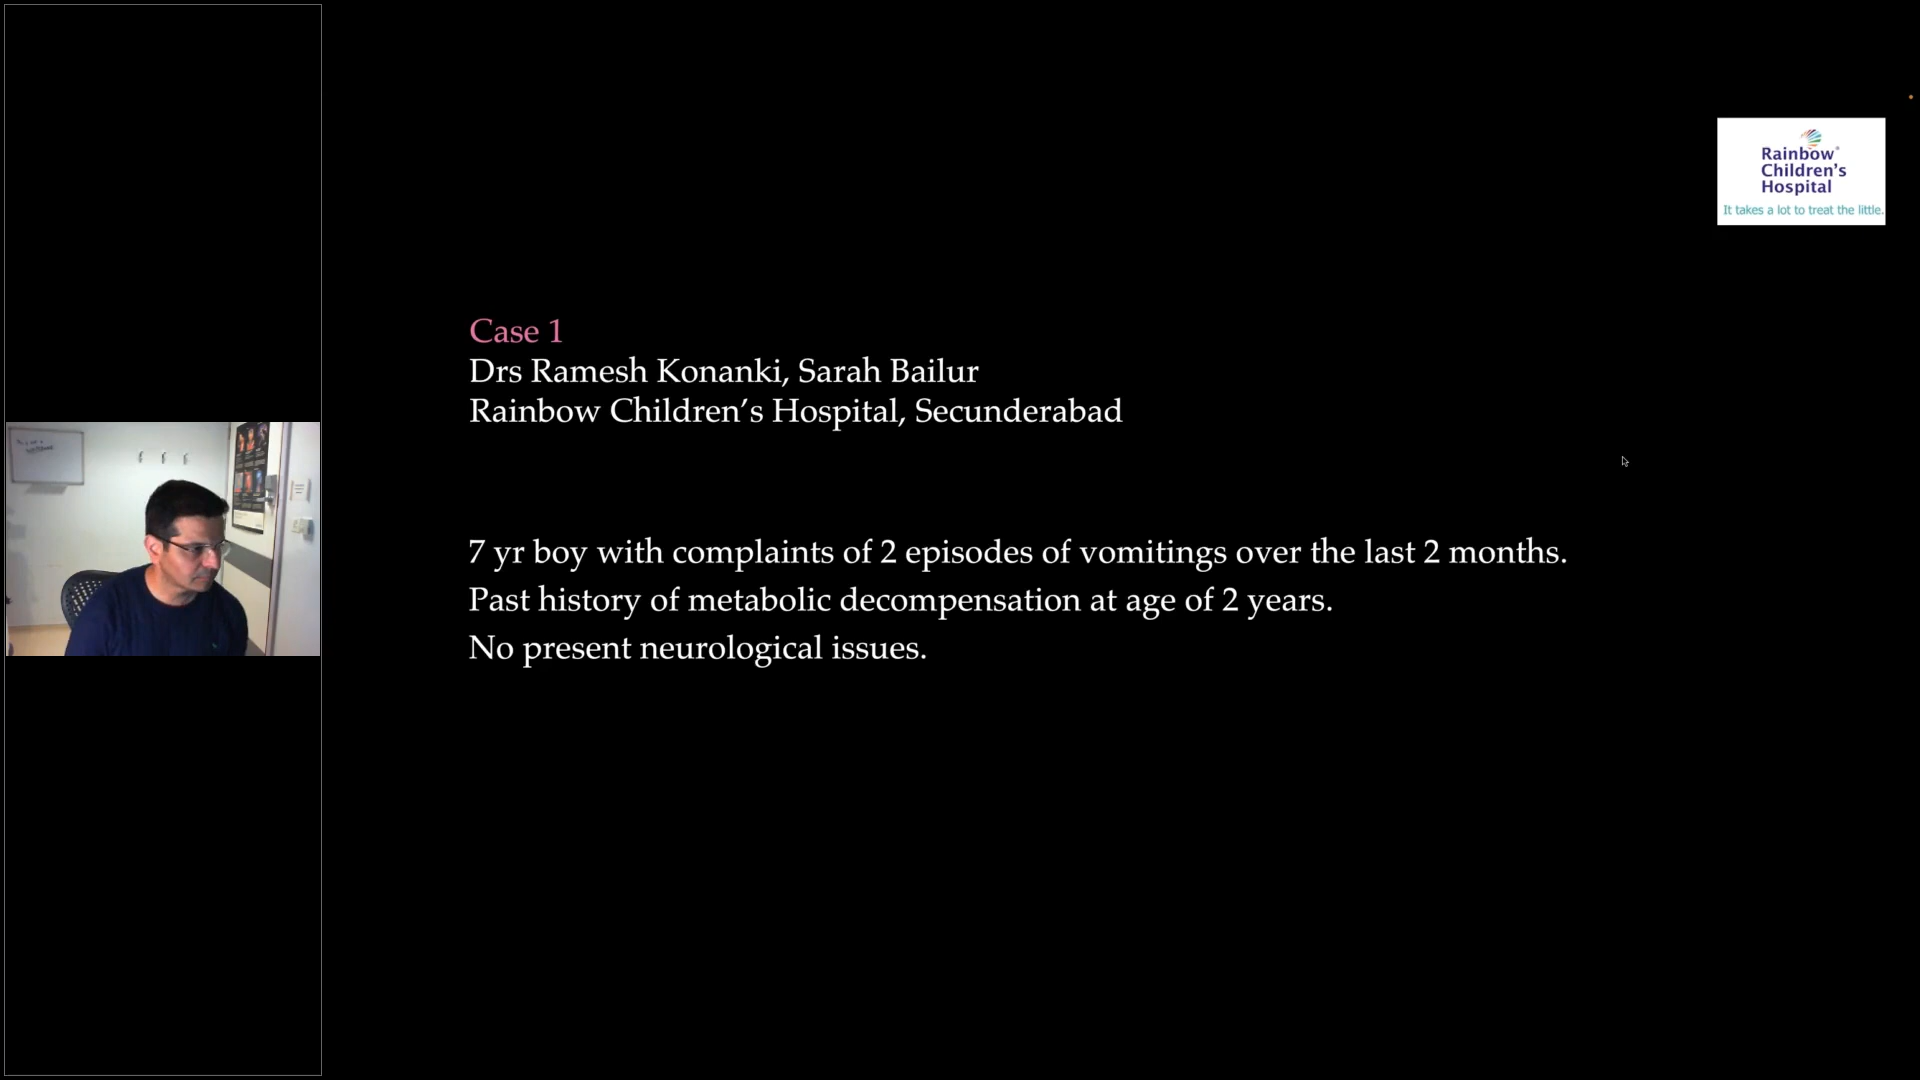 Rainbow
Children's
Hospital
It takes a lot to treat the little.
Case 1
Drs Ramesh Konanki, Sarah Bailur
Rainbow Children’s Hospital, Secunderabad
7 yr boy with complaints of 2 episodes of vomitings over the last 2 months.
Past history of metabolic decompensation at age of 2 years.
No present neurological issues.